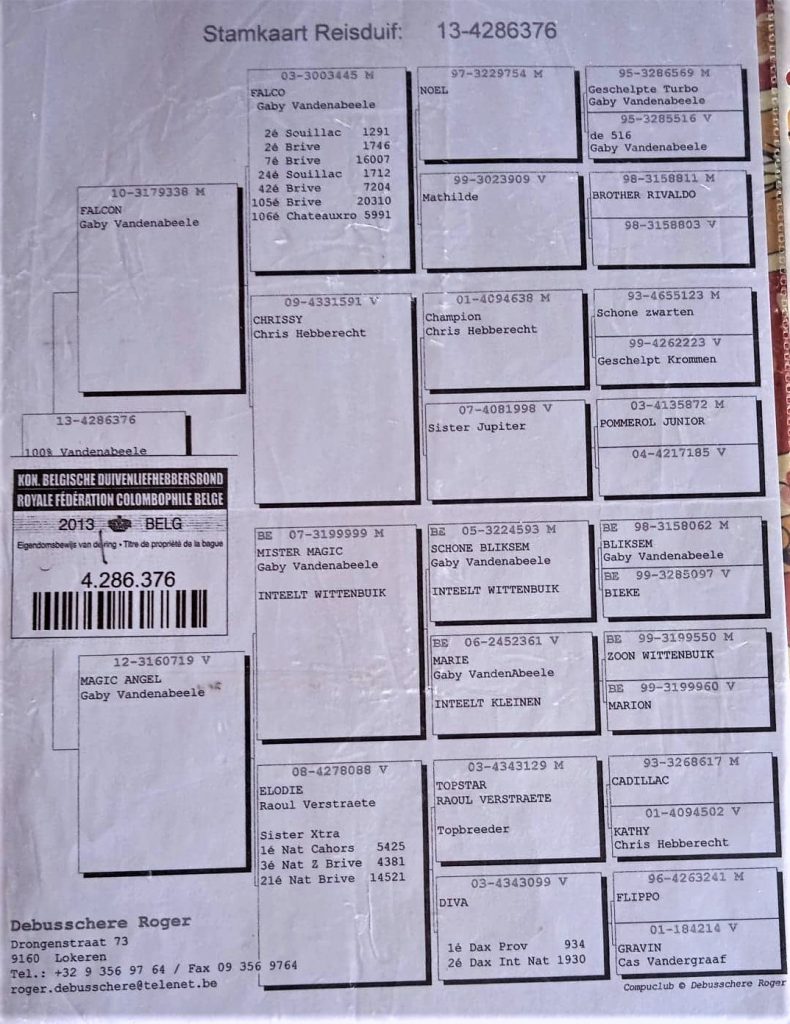 Stamkaart Reisduif: 13-4286376
13-4286376
100% Vandenabeele
KON. BELGISCHE DUIVENLIEFHEBBERSBOND
ROYALE FÉDÉRATION COLOMBOPHILE BELGE
2013 BELG
Eigendomsbewijs van de ring • Titre de propriété de la bague
4.286.376
10-3179338 M
FALCON
Gaby Vandenabeele
12-3160719 V
MAGIC ANGEL
Gaby Vandenabeele
03-3003445 M
FALCO
Gaby Vandenabeele
2é Souillac 1291
2é Brive 1746
7é Brive 16007
24é Souillac 1712
42é Brive 7204
105é Brive 20310
106é Chateauxro 5991
09-4331591 V
CHRISSY
Chris Hebberecht
BE 07-3199999 M
MISTER MAGIC
Gaby Vandenabeele
INTEELT WITTENBUIK
08-4278088 V
ELODIE
Raoul Verstraete
Sister Xtra
1é Nat Cahors 5425
3é Nat Z Brive 4381
21é Nat Brive 14521
97-3229754 M
NOEL
99-3023909 V
Mathilde
01-4094638 M
Champion
Chris Hebberecht
07-4081998 V
Sister Jupiter
BE 05-3224593 M
SCHONE BLIKSEM
Gaby Vandenabeele
INTEELT WITTENBUIK
BE 06-2452361 V
MARIE
Gaby VandenAbeele
INTEELT KLEINEN
03-4343129 M
TOPSTAR
RAOUL VERSTRAETE
Topbreeder
03-4343099 V
DIVA
1é Dax Prov 934
2é Dax Int Nat 1930
95-3286569 M
Geschelpte Turbo
Gaby Vandenabeele
95-3285516 V
de 516
Gaby Vandenabeele
98-3158811 M
BROTHER RIVALDO
98-3158803 V
93-4655123 M
Schone zwarten
99-4262223 V
Geschelpt Krommen
03-4135872 M
POMMEROL JUNIOR
04-4217185 V
BE 98-3158062 M
BLIKSEM
Gaby Vandenabeele
BE 99-3285097 V
BIEKE
BE 99-3199550 M
ZOON WITTENBUIK
BE 99-3199960 V
MARION
93-3268617 M
CADILLAC
01-4094502 V
KATHY
Chris Hebberecht
96-4263241 M
FLIPPO
01-184214 V
GRAVIN
Cas Vandergraaf
Debusschere Roger
Drongenstraat 73
9160 Lokeren
Tel.: +32 9 356 97 64 / Fax 09 356 9764
roger.debusschere@telenet.be
Compuclub © Debusschere Roger